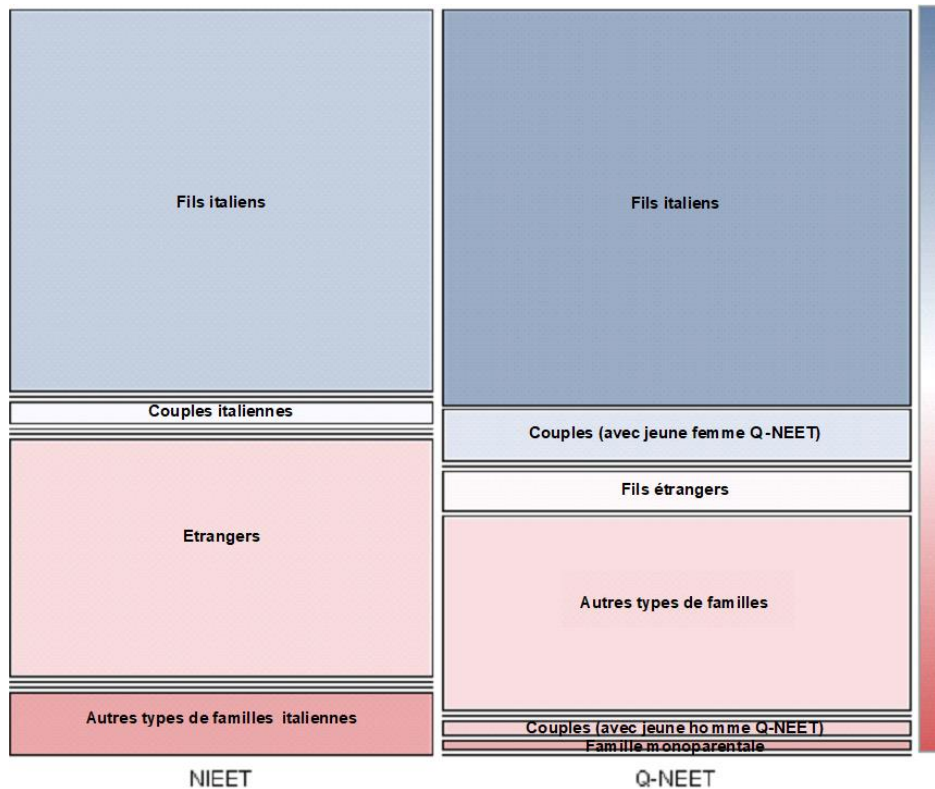 Fils italiens
Couples italiennes
Etrangers
Autres types de familles italiennes
NIEET
Fils italiens
Couples (avec jeune femme Q-NEET)
Fils étrangers
Autres types de familles
Couples (avec jeune homme Q-NEET)
Famille monoparentale
Q-NEET